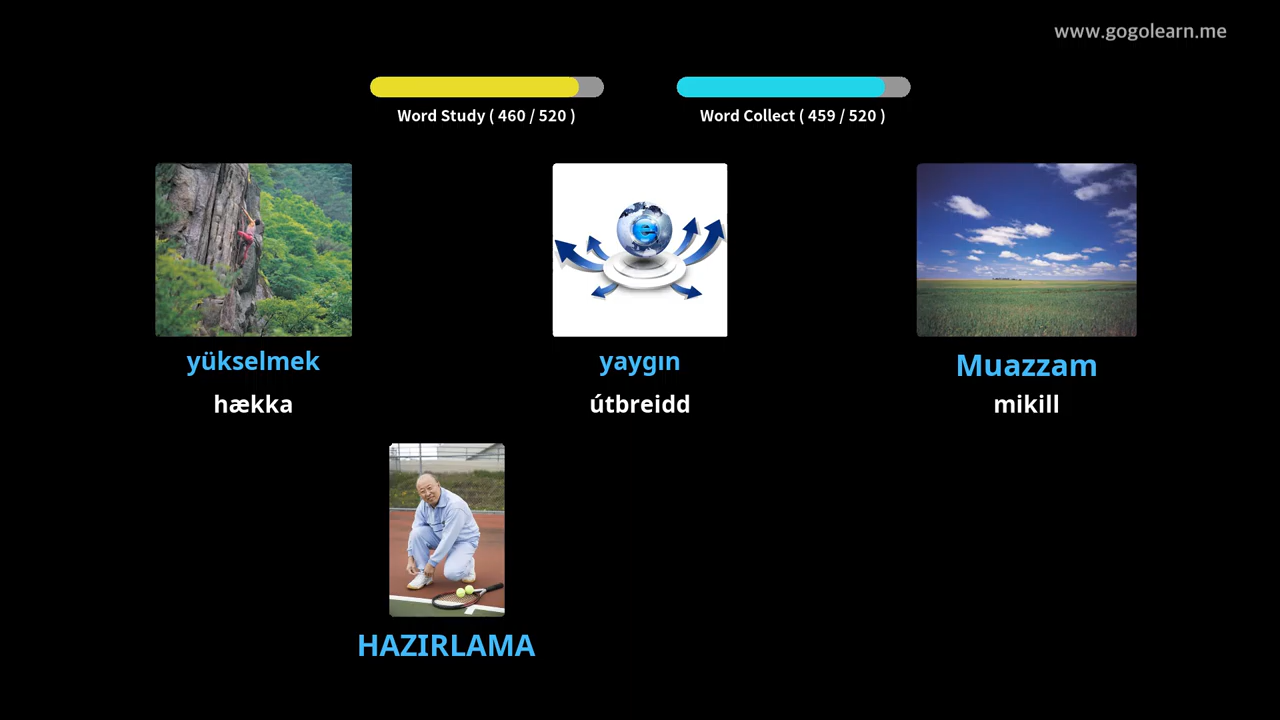 www.gogolearn.me
Word Study ( 460 / 520 )
Word Collect ( 459 / 520 )
e
yükselmek
yaygın
Muazzam
hækka
útbreidd
mikill
HAZIRLAMA